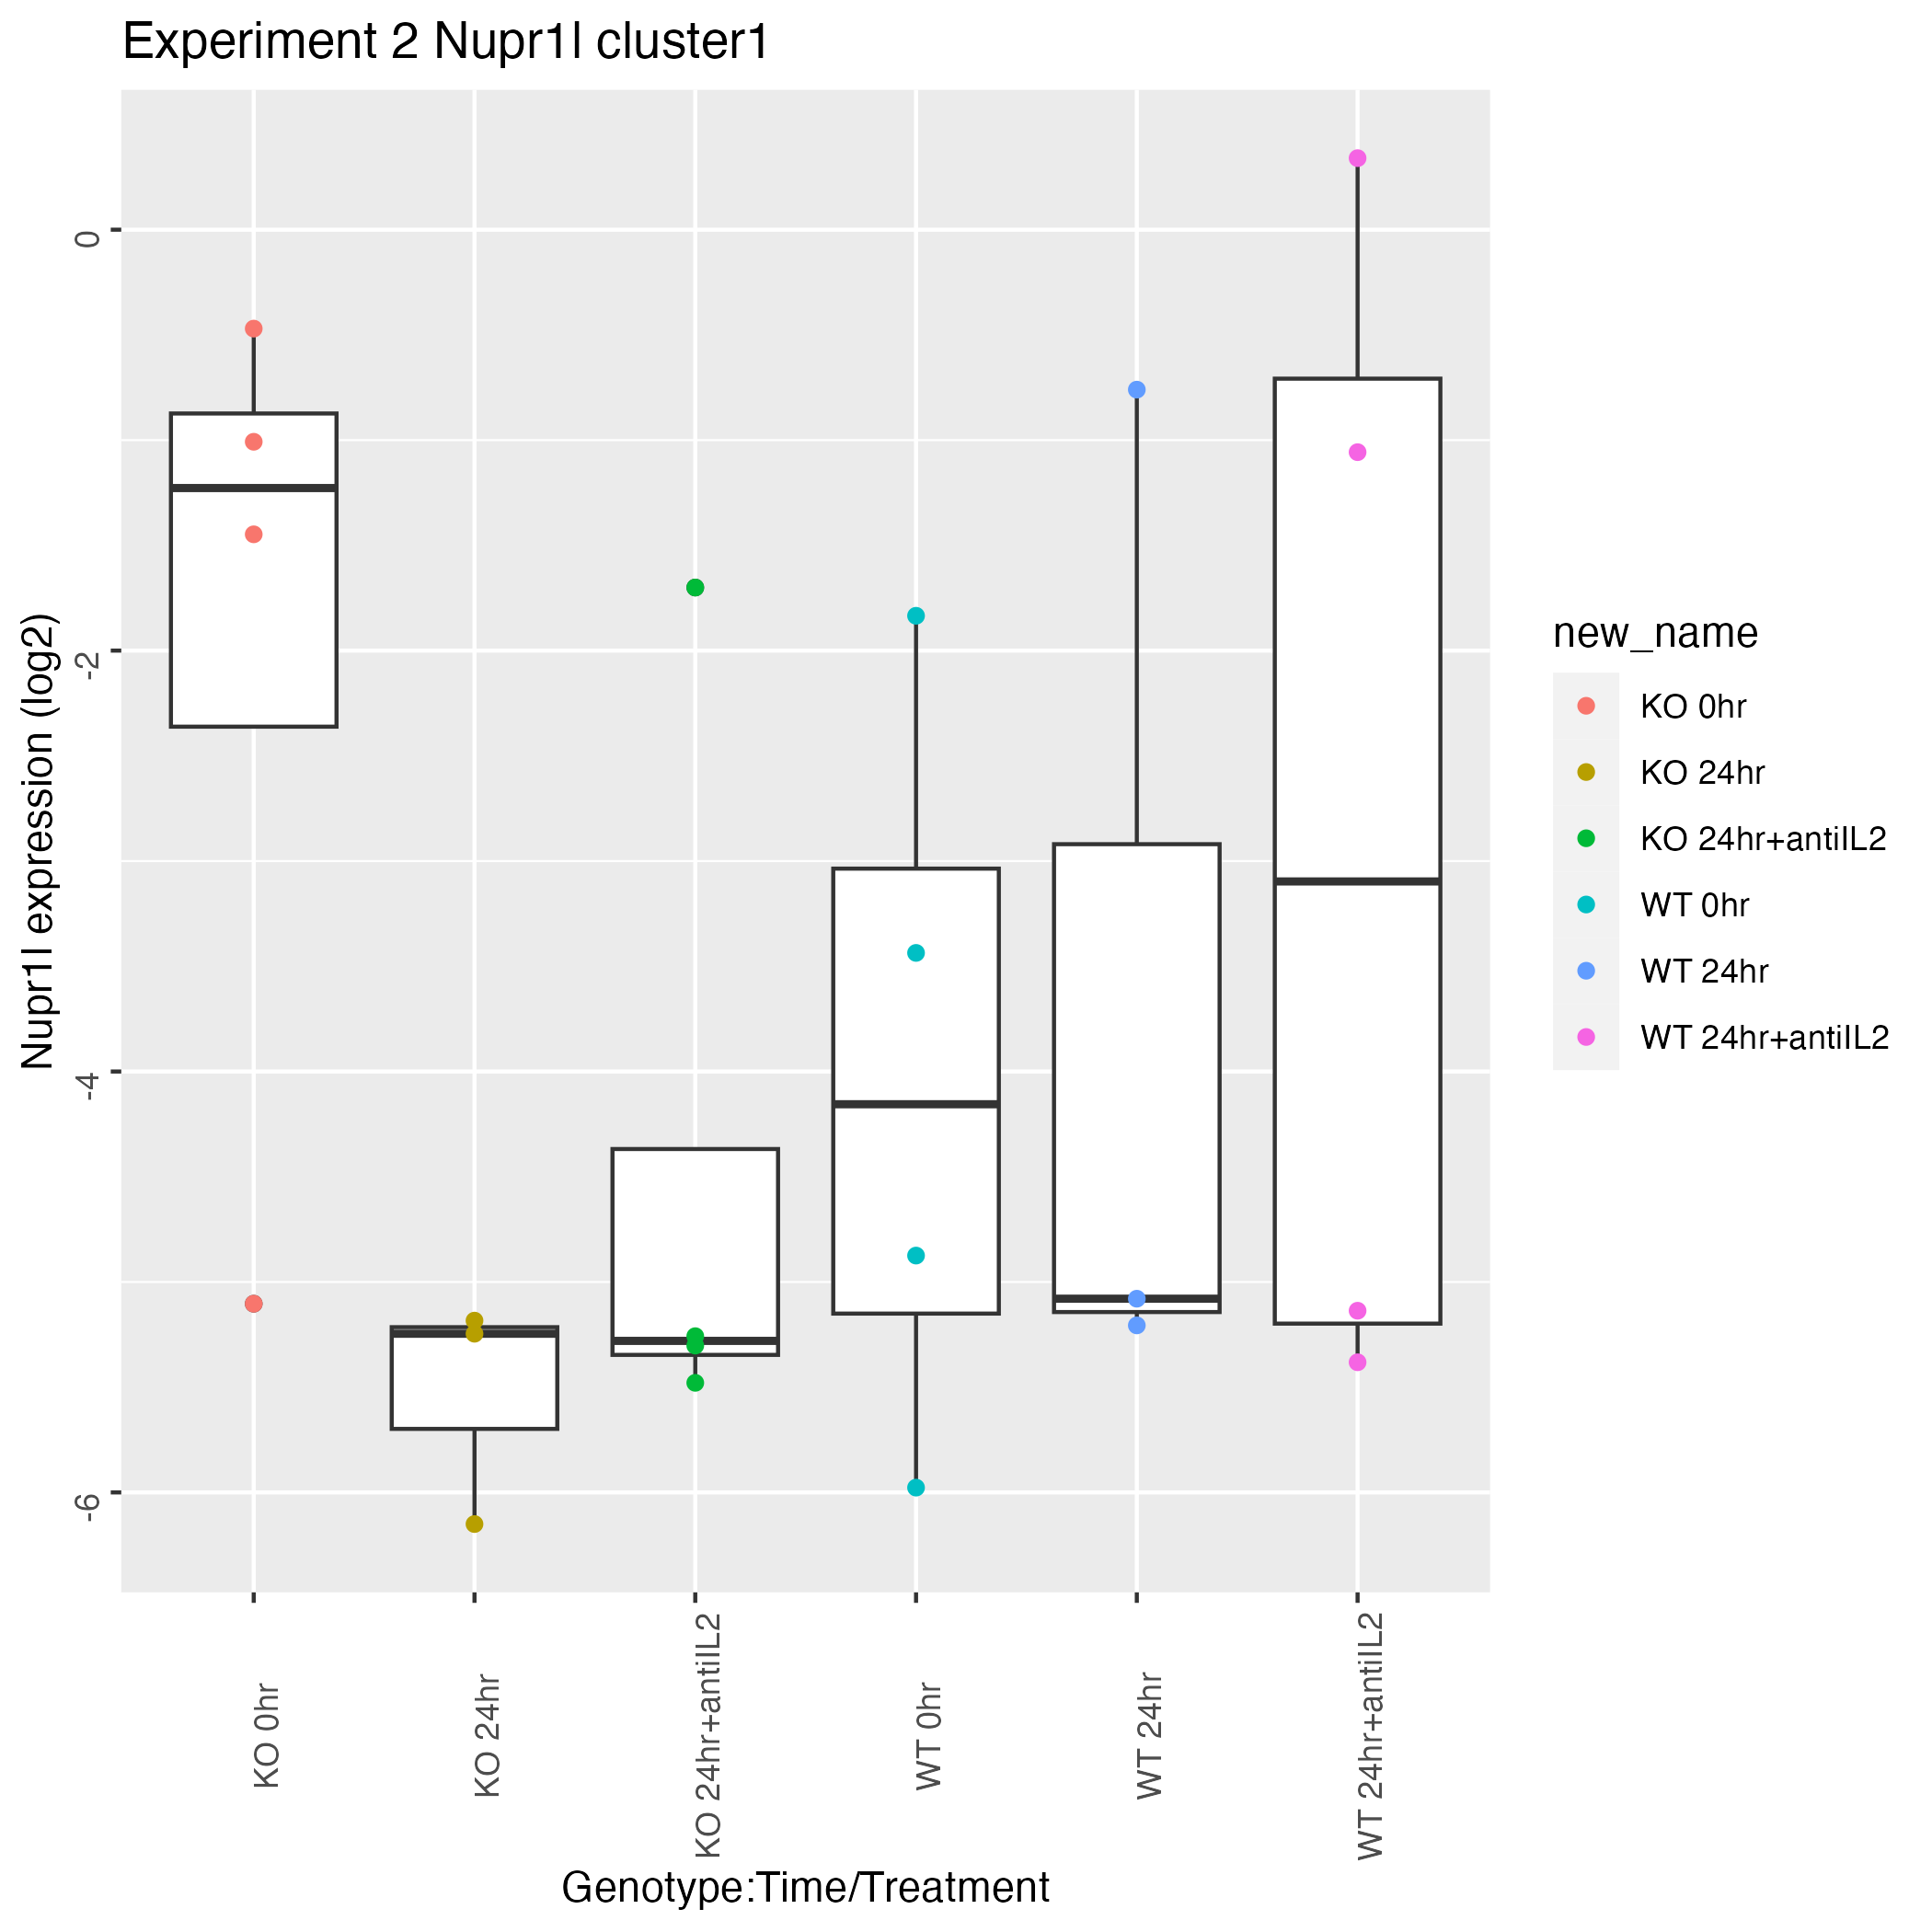 Experiment 2 Nupr1l cluster1
Nupr1l expression (log2)
0
-2
-4
-6
KO 0hr
KO 24hr
KO 24hr+antiIL2
WT 0hr
WT 24hr
WT 24hr+antiIL2
Genotype:Time/Treatment
new_name
KO 0hr
KO 24hr
KO 24hr+antiIL2
WT 0hr
WT 24hr
WT 24hr+antiIL2